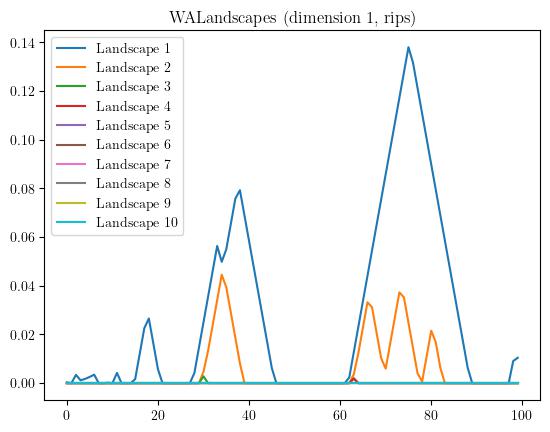 WALandscapes (dimension 1, rips)
0.14
0.12
0.10
0.08
0.06
0.04
0.02
0.00
Landscape 1
Landscape 2
Landscape 3
Landscape 4
Landscape 5
Landscape 6
Landscape 7
Landscape 8
Landscape 9
Landscape 10
0 20 40 60 80 100